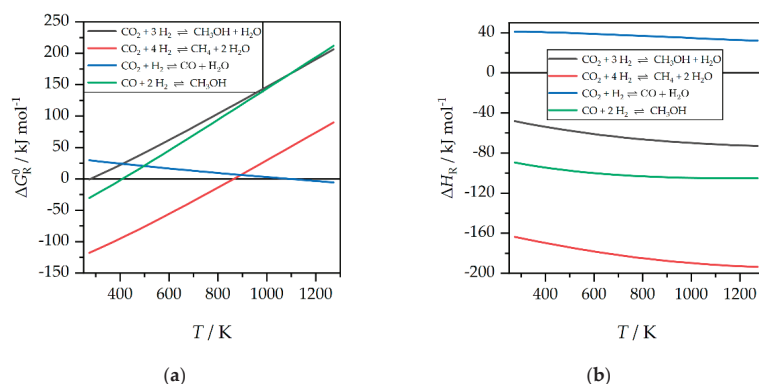 250
200
150
100
50
0
-50
-100
-150
ΔG⁰R / kJ mol⁻¹
CO₂ + 3 H₂ ⇌ CH₃OH + H₂O
CO₂ + 4 H₂ ⇌ CH₄ + 2 H₂O
CO₂ + H₂ ⇌ CO + H₂O
CO + 2 H₂ ⇌ CH₃OH
400 600 800 1000 1200
T / K
(a)
40
0
-40
-80
-120
-160
-200
ΔHR / kJ mol⁻¹
CO₂ + 3 H₂ ⇌ CH₃OH + H₂O
CO₂ + 4 H₂ ⇌ CH₄ + 2 H₂O
CO₂ + H₂ ⇌ CO + H₂O
CO + 2 H₂ ⇌ CH₃OH
400 600 800 1000 1200
T / K
(b)